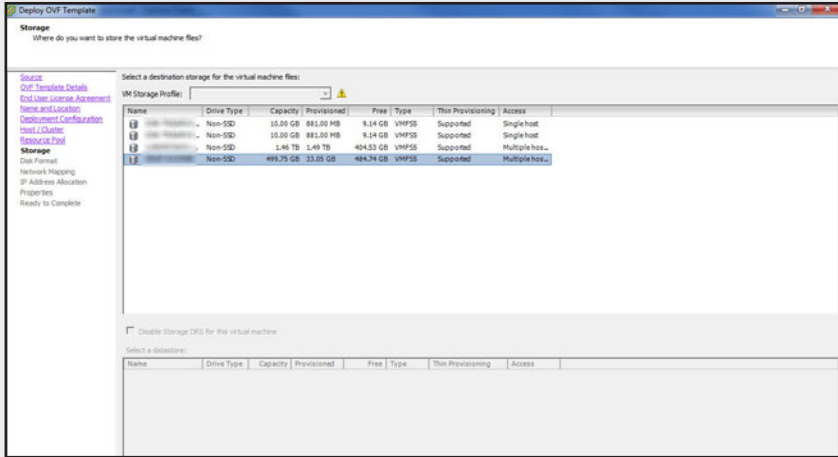 Deploy OVF Template
Storage
Where do you want to store the virtual machine files?
Source
OVF Template Details
End User License Agreement
Name and Location
Deployment Configuration
Host / Cluster
Resource Pool
Storage
Disk Format
Network Mapping
IP Address Allocation
Properties
Ready to Complete
Select a destination storage for the virtual machine files:
VM Storage Profile:
Name Drive Type Capacity Provisioned Free Type Thin Provisioning Access
Non-SSD 10.00 GB 881.00 MB 9.14 GB VMFS5 Supported Single host
Non-SSD 10.00 GB 881.00 MB 9.14 GB VMFS5 Supported Single host
Non-SSD 1.46 TB 1.49 TB 404.53 GB VMFS5 Supported Multiple hos...
Non-SSD 499.75 GB 33.05 GB 484.74 GB VMFS5 Supported Multiple hos...
Disable Storage DRS for this virtual machine
Select a datastore:
Name Drive Type Capacity Provisioned Free Type Thin Provisioning Access